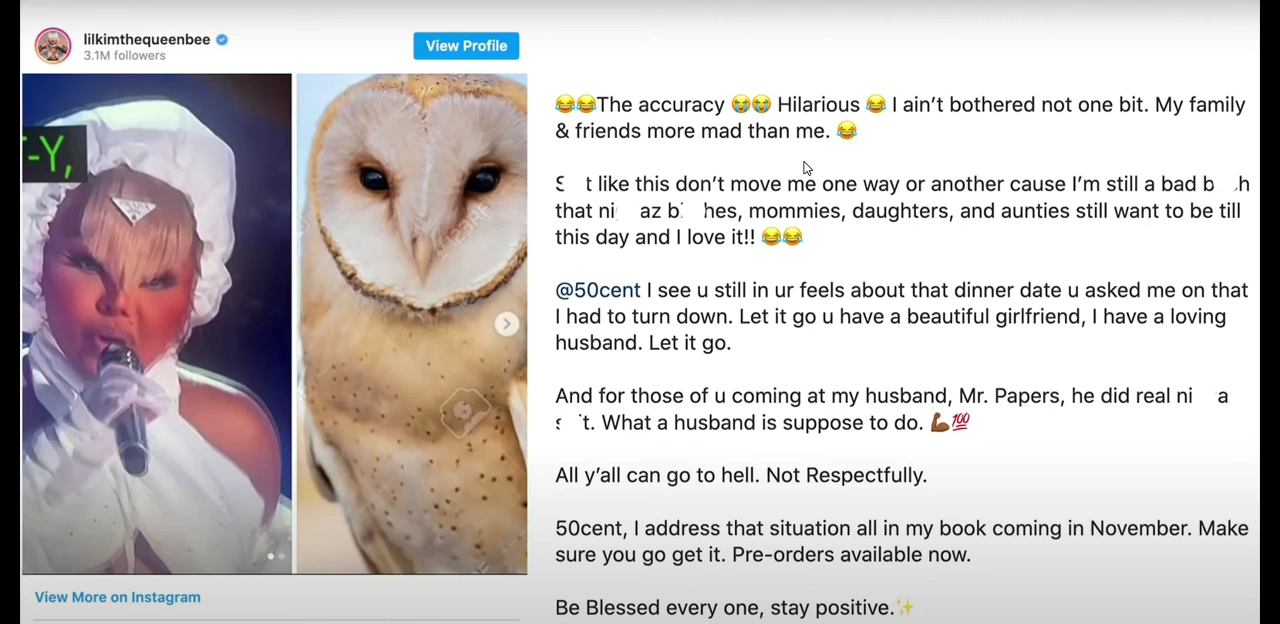 lilkimthequeenbee
3.1M followers
View Profile
-Y,
123RF
😂😂The accuracy 😭😭 Hilarious 😂 I ain’t bothered not one bit. My family
& friends more mad than me. 😂
S t like this don’t move me one way or another cause I’m still a bad b h
that ni az b hes, mommies, daughters, and aunties still want to be till
this day and I love it!! 😂😂
@50cent I see u still in ur feels about that dinner date u asked me on that
I had to turn down. Let it go u have a beautiful girlfriend, I have a loving
husband. Let it go.
And for those of u coming at my husband, Mr. Papers, he did real ni a
s t. What a husband is suppose to do. 💪🏾💯
All y’all can go to hell. Not Respectfully.
50cent, I address that situation all in my book coming in November. Make
sure you go get it. Pre-orders available now.
Be Blessed every one, stay positive.✨
View More on Instagram